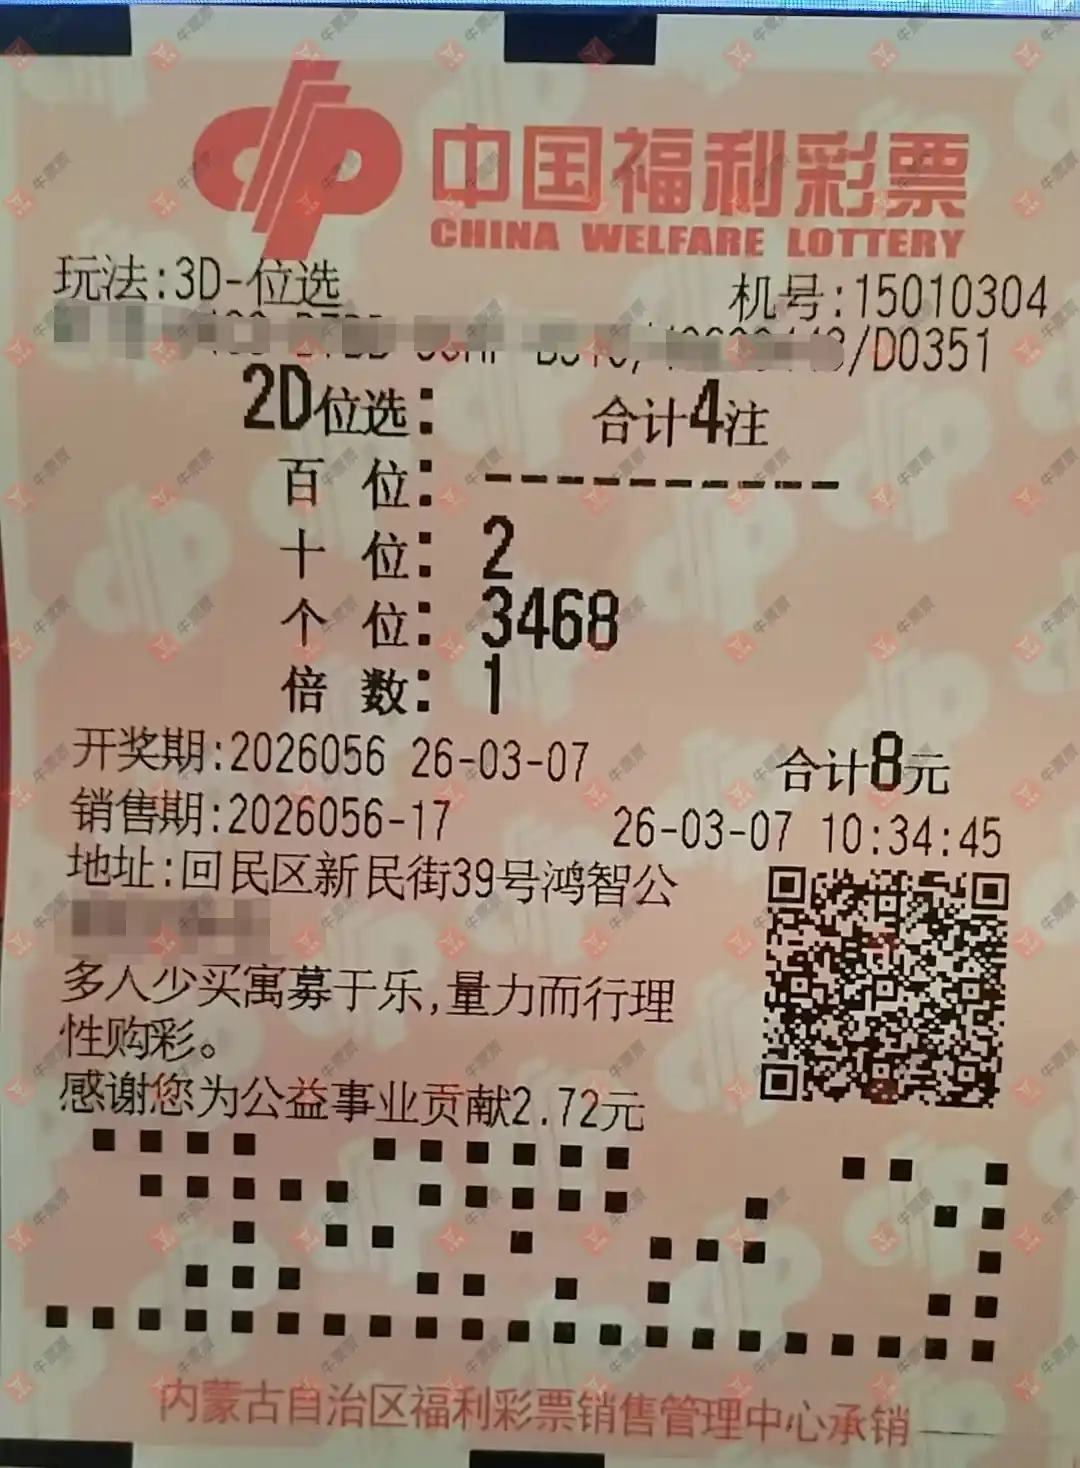 中国福利彩票
CHINA WELFARE LOTTERY
玩法:3D-位选 机号:15010304
/D0351
2D位选: 合计4注
百 位: -----------
十 位: 2
个 位: 3468
倍 数: 1
开奖期:2026056 26-03-07 合计8元
销售期:2026056-17 26-03-07 10:34:45
地址:回民区新民街39号鸿智公
多人少买寓募于乐,量力而行理
性购彩。
感谢您为公益事业贡献2.72元
内蒙古自治区福利彩票销售管理中心承销
牛票票